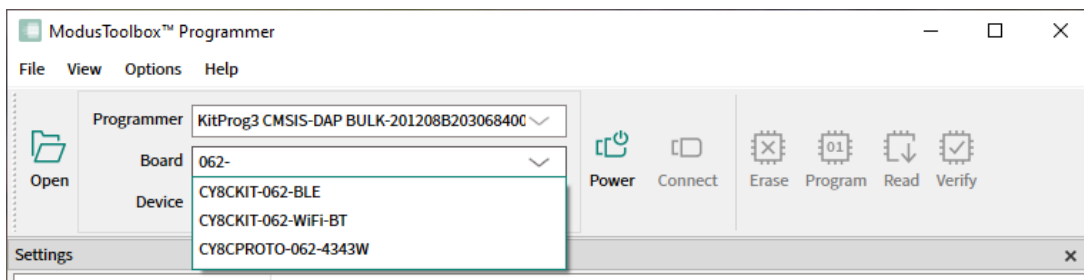 ModusToolbox™ Programmer
File View Options Help
Programmer KitProg3 CMSIS-DAP BULK-201208B203068400
Board 062-
CY8CKIT-062-BLE
CY8CKIT-062-WiFi-BT
CY8CPROTO-062-4343W
Device
Open
Power Connect Erase Program Read Verify
01
Settings